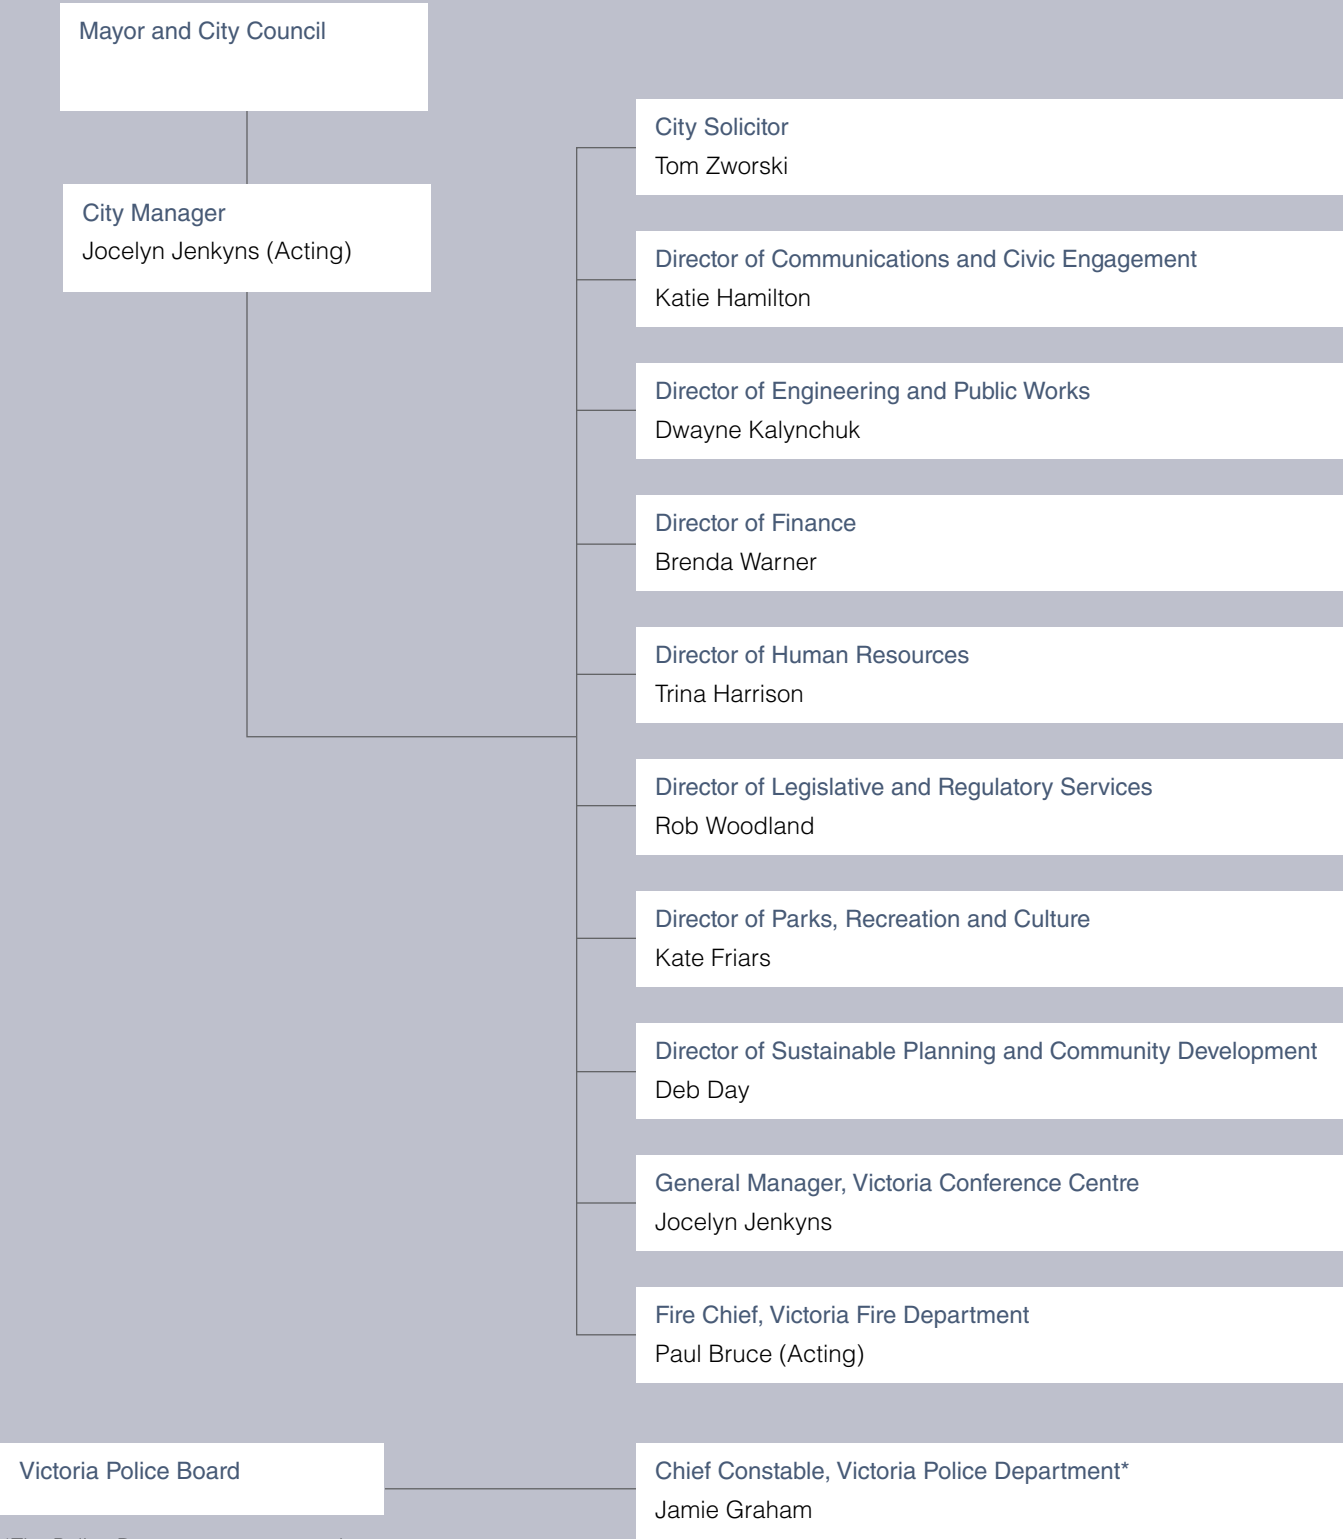 Mayor and City Council
City Manager
Jocelyn Jenkyns (Acting)
City Solicitor
Tom Zworski
Director of Communications and Civic Engagement
Katie Hamilton
Director of Engineering and Public Works
Dwayne Kalynchuk
Director of Finance
Brenda Warner
Director of Human Resources
Trina Harrison
Director of Legislative and Regulatory Services
Rob Woodland
Director of Parks, Recreation and Culture
Kate Friars
Director of Sustainable Planning and Community Development
Deb Day
General Manager, Victoria Conference Centre
Jocelyn Jenkyns
Fire Chief, Victoria Fire Department
Paul Bruce (Acting)
Victoria Police Board
Chief Constable, Victoria Police Department*
Jamie Graham